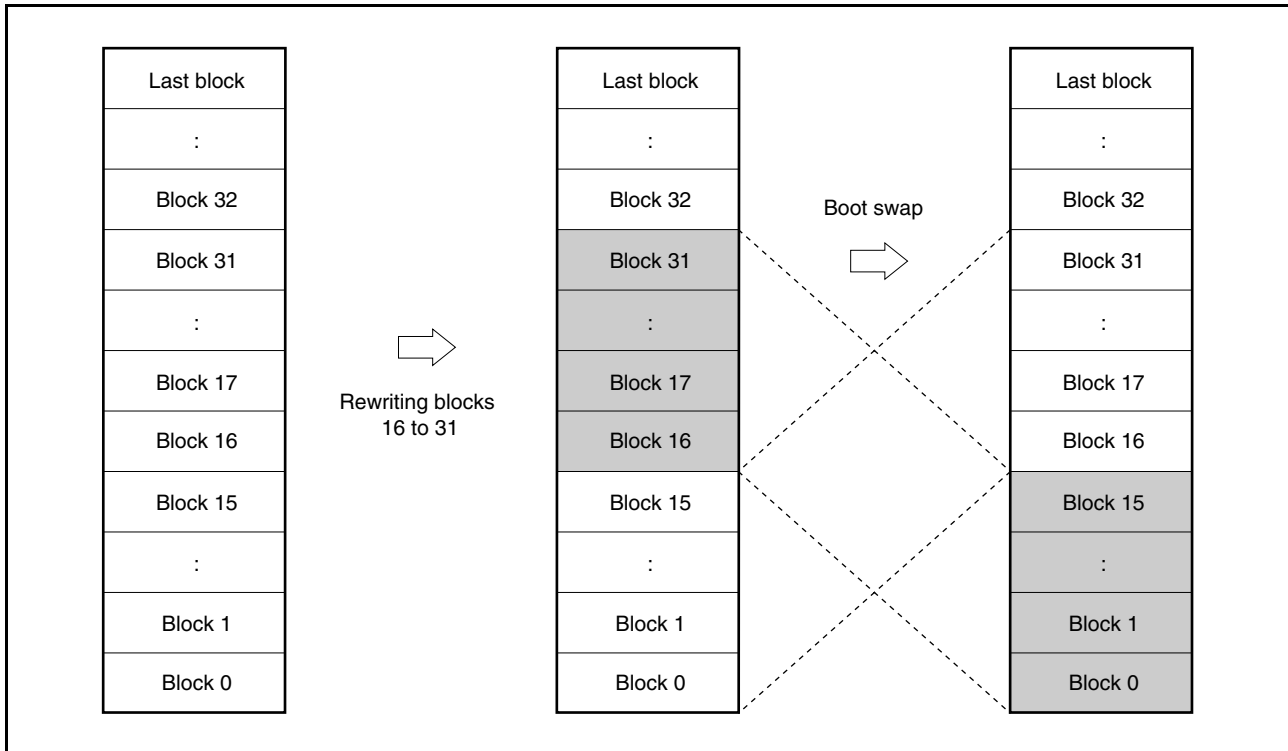 Last block
:
Block 32
Block 31
:
Block 17
Block 16
Block 15
:
Block 1
Block 0
Rewriting blocks
16 to 31
Last block
:
Block 32
Block 31
:
Block 17
Block 16
Block 15
:
Block 1
Block 0
Boot swap
Last block
:
Block 32
Block 31
:
Block 17
Block 16
Block 15
:
Block 1
Block 0